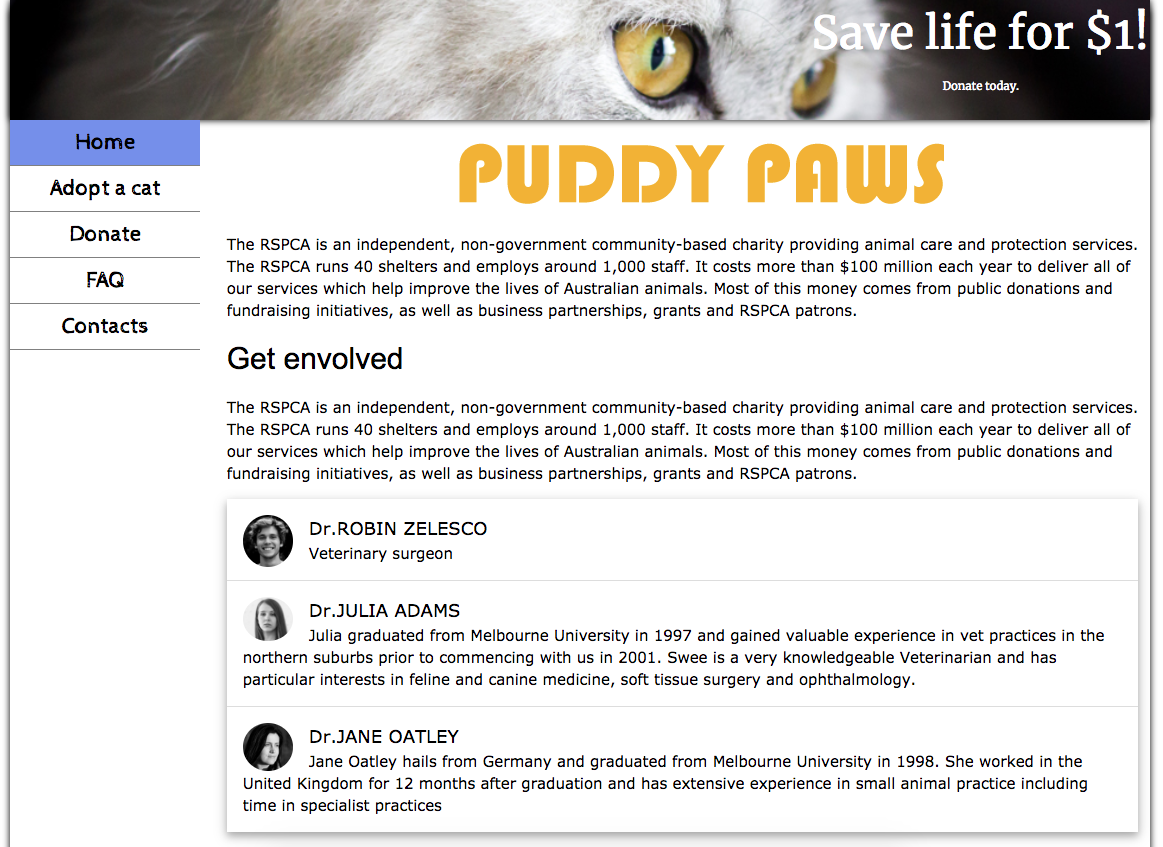 Save life for $1!
Donate today.
Home
Adopt a cat
Donate
FAQ
Contacts
PUDDY PAWS
The RSPCA is an independent, non-government community-based charity providing animal care and protection services.
The RSPCA runs 40 shelters and employs around 1,000 staff. It costs more than $100 million each year to deliver all of
our services which help improve the lives of Australian animals. Most of this money comes from public donations and
fundraising initiatives, as well as business partnerships, grants and RSPCA patrons.
Get envolved
The RSPCA is an independent, non-government community-based charity providing animal care and protection services.
The RSPCA runs 40 shelters and employs around 1,000 staff. It costs more than $100 million each year to deliver all of
our services which help improve the lives of Australian animals. Most of this money comes from public donations and
fundraising initiatives, as well as business partnerships, grants and RSPCA patrons.
Dr.ROBIN ZELESCO
Veterinary surgeon
Dr.JULIA ADAMS
Julia graduated from Melbourne University in 1997 and gained valuable experience in vet practices in the
northern suburbs prior to commencing with us in 2001. Swee is a very knowledgeable Veterinarian and has
particular interests in feline and canine medicine, soft tissue surgery and ophthalmology.
Dr.JANE OATLEY
Jane Oatley hails from Germany and graduated from Melbourne University in 1998. She worked in the
United Kingdom for 12 months after graduation and has extensive experience in small animal practice including
time in specialist practices